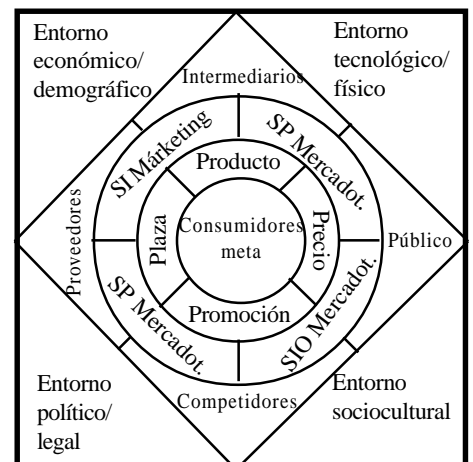 Entorno
económico/
demográfico
Entorno
tecnológico/
físico
Intermediarios
SI Márketing
SP Mercadot.
Producto
Proveedores
Plaza
Consumidores
meta
Precio
Público
Promoción
SP Mercadot.
SIO Mercadot.
Competidores
Entorno
político/
legal
Entorno
sociocultural